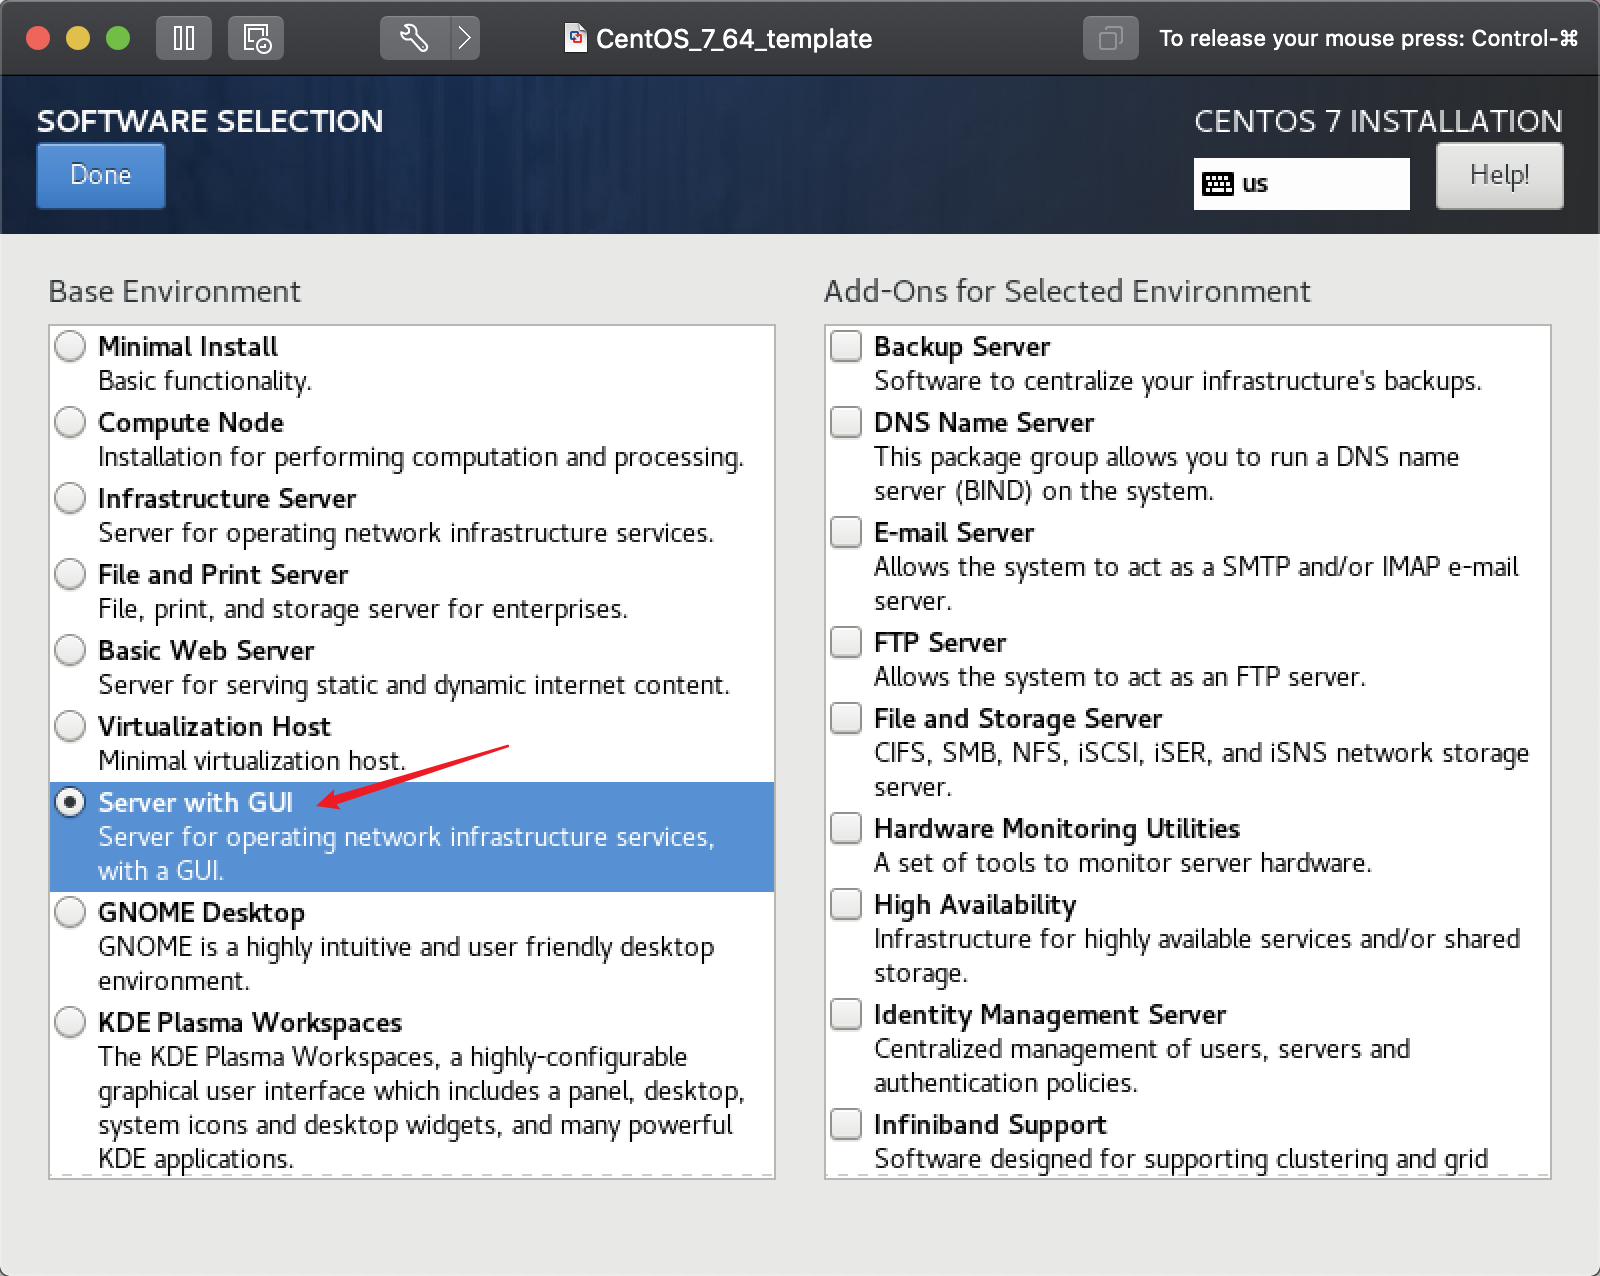 CentOS_7_64_template
To release your mouse press: Control-⌘
SOFTWARE SELECTION
CENTOS 7 INSTALLATION
Done
us
Help!
Base Environment
Minimal Install
Basic functionality.
Compute Node
Installation for performing computation and processing.
Infrastructure Server
Server for operating network infrastructure services.
File and Print Server
File, print, and storage server for enterprises.
Basic Web Server
Server for serving static and dynamic internet content.
Virtualization Host
Minimal virtualization host.
Server with GUI
Server for operating network infrastructure services,
with a GUI.
GNOME Desktop
GNOME is a highly intuitive and user friendly desktop
environment.
KDE Plasma Workspaces
The KDE Plasma Workspaces, a highly-configurable
graphical user interface which includes a panel, desktop,
system icons and desktop widgets, and many powerful
KDE applications.
Add-Ons for Selected Environment
Backup Server
Software to centralize your infrastructure's backups.
DNS Name Server
This package group allows you to run a DNS name
server (BIND) on the system.
E-mail Server
Allows the system to act as a SMTP and/or IMAP e-mail
server.
FTP Server
Allows the system to act as an FTP server.
File and Storage Server
CIFS, SMB, NFS, iSCSI, iSER, and iSNS network storage
server.
Hardware Monitoring Utilities
A set of tools to monitor server hardware.
High Availability
Infrastructure for highly available services and/or shared
storage.
Identity Management Server
Centralized management of users, servers and
authentication policies.
Infiniband Support
Software designed for supporting clustering and grid